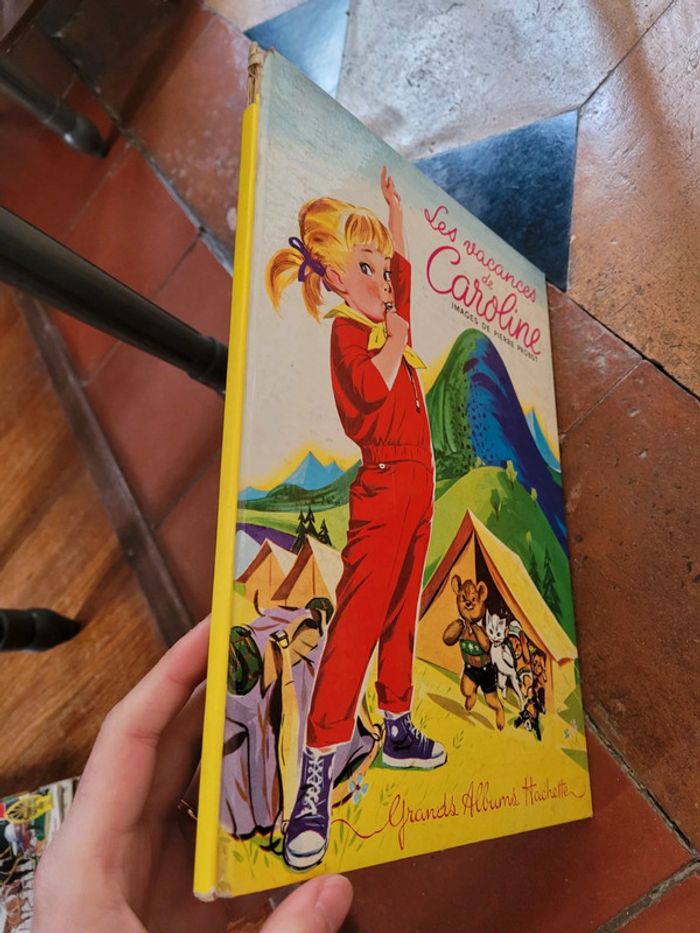 Les vacances
de
Caroline
IMAGES DE PIERRE PROBST
Grands Albums Hachette